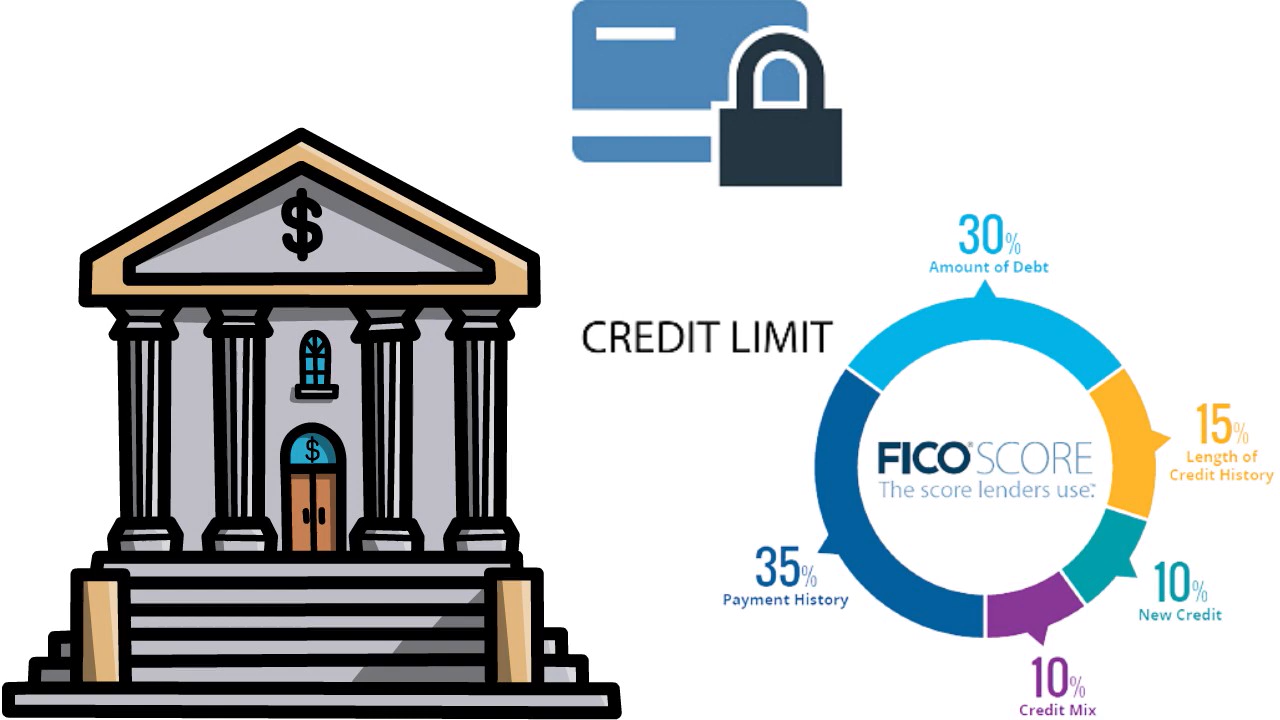 $
$
CREDIT LIMIT
30%
Amount of Debt
15%
Length of
Credit History
FICO® SCORE
The score lenders use.™
35%
Payment History
10%
New Credit
10%
Credit Mix